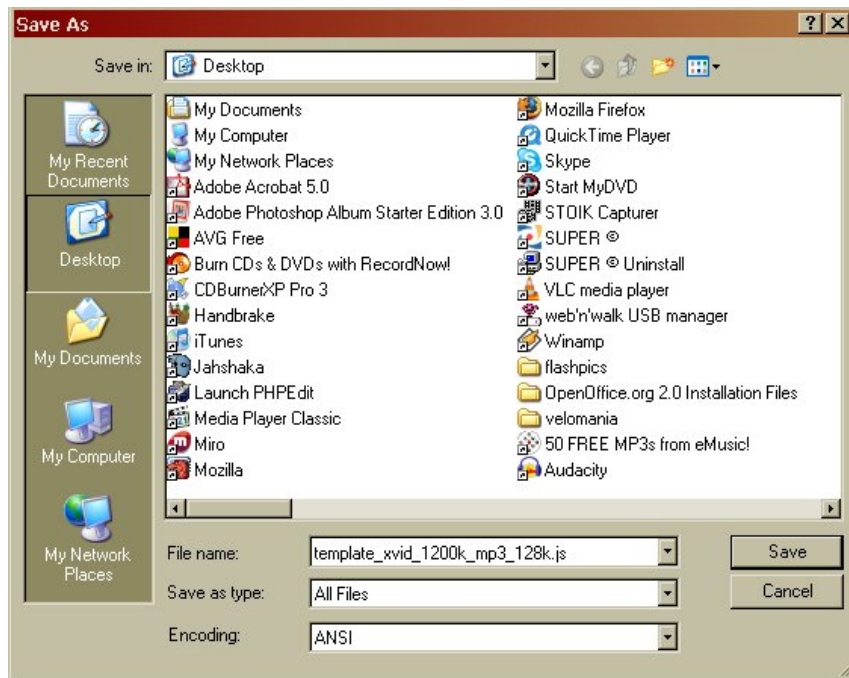 Save As
Save in: Desktop
My Recent Documents
Desktop
My Documents
My Computer
My Network Places
My Documents
My Computer
My Network Places
Adobe Acrobat 5.0
Adobe Photoshop Album Starter Edition 3.0
AVG Free
Burn CDs & DVDs with RecordNow!
CDBurnerXP Pro 3
Handbrake
iTunes
Jahshaka
Launch PHPEdit
Media Player Classic
Miro
Mozilla
Mozilla Firefox
QuickTime Player
Skype
Start MyDVD
STOIK Capturer
SUPER ©
SUPER © Uninstall
VLC media player
web'n'walk USB manager
Winamp
flashpics
OpenOffice.org 2.0 Installation Files
velomania
50 FREE MP3s from eMusic!
Audacity
File name: template_xvid_1200k_mp3_128k.js
Save
Save as type: All Files
Cancel
Encoding: ANSI